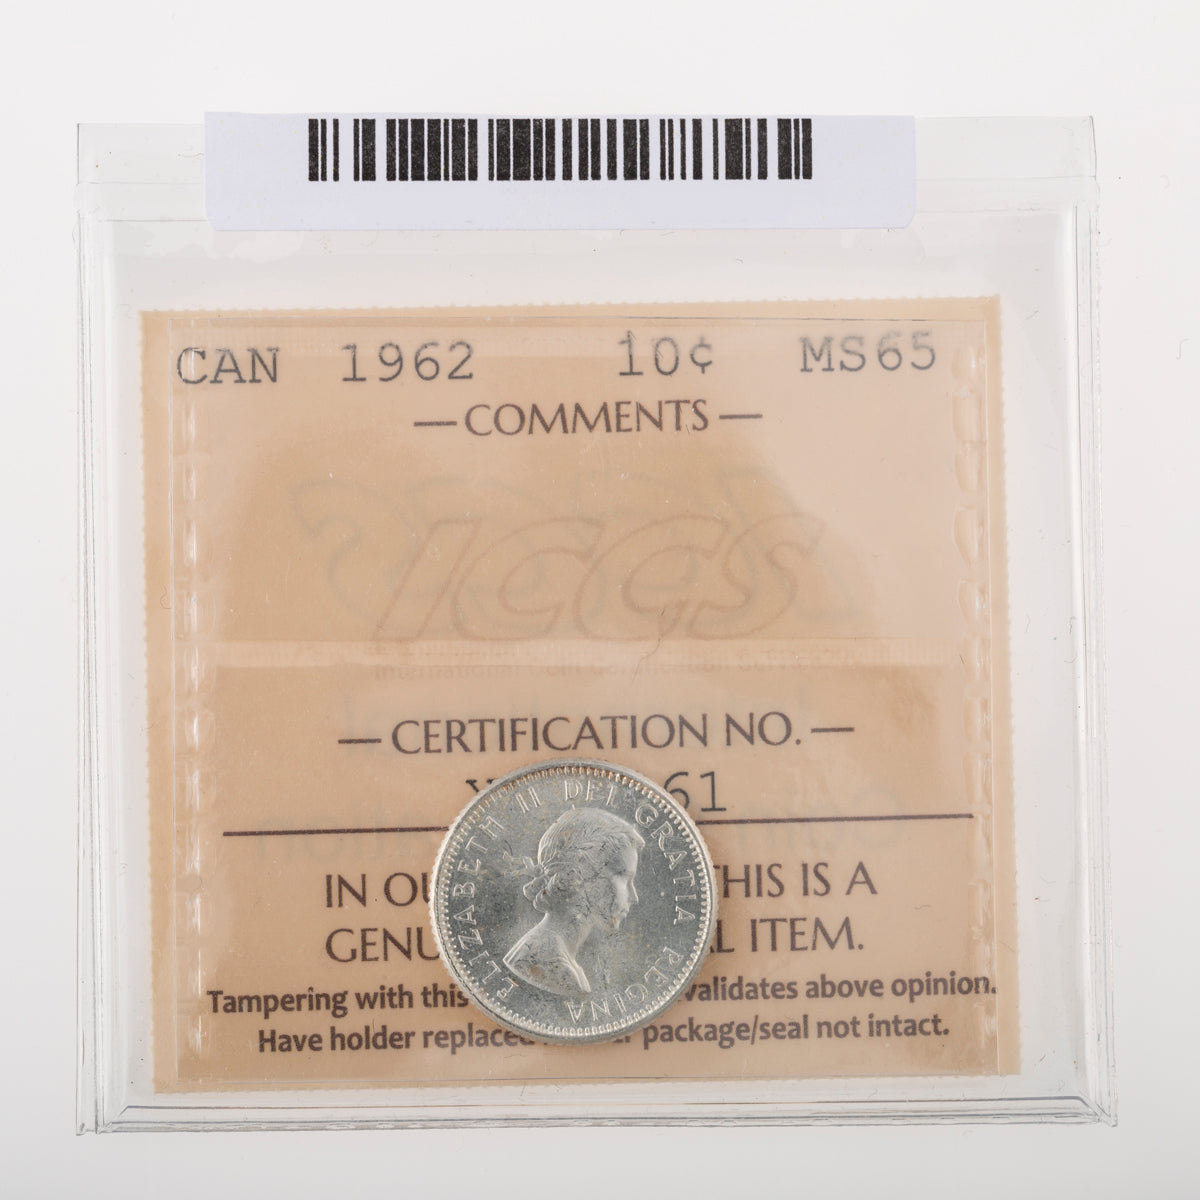 CAN 1962 10¢ MS65
— COMMENTS —
ICCS
— CERTIFICATION NO. —
61
IN OU HIS IS A
GENU L ITEM.
Tampering with this validates above opinion.
Have holder replaced package/seal not intact.
ELIZABETH II DEI GRATIA REGINA